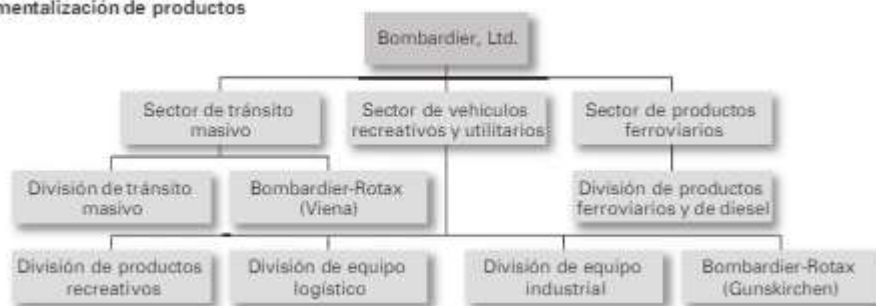 mentalización de productos
Bombardier, Ltd.
Sector de tránsito
masivo
Sector de vehículos
recreativos y utilitarios
Sector de productos
ferroviarios
División de tránsito
masivo
Bombardier-Rotax
(Viena)
División de productos
ferroviarios y de diesel
División de productos
recreativos
División de equipo
logístico
División de equipo
industrial
Bombardier-Rotax
(Gunskirchen)